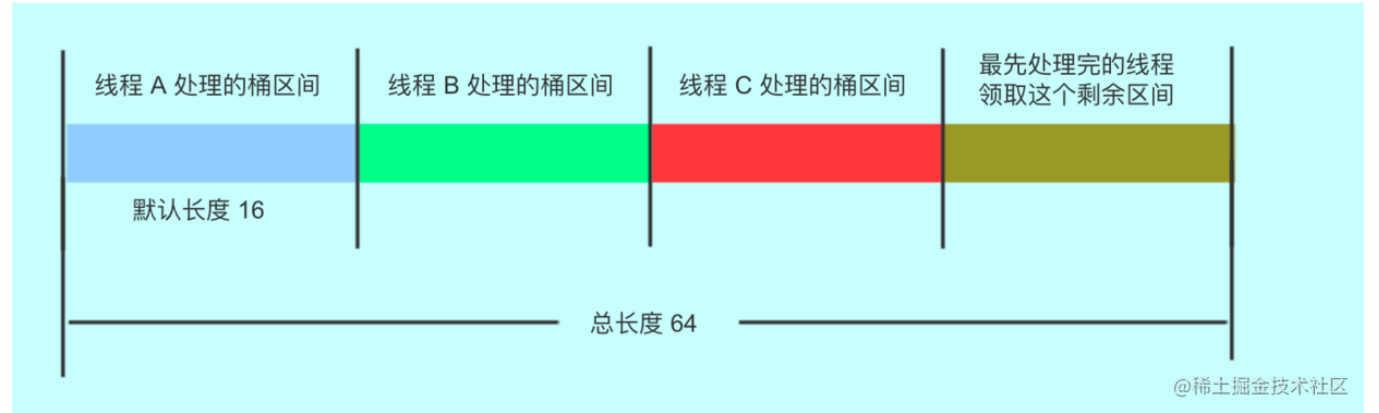 线程 A 处理的桶区间
线程 B 处理的桶区间
线程 C 处理的桶区间
最先处理完的线程
领取这个剩余区间
默认长度 16
总长度 64
@稀土掘金技术社区